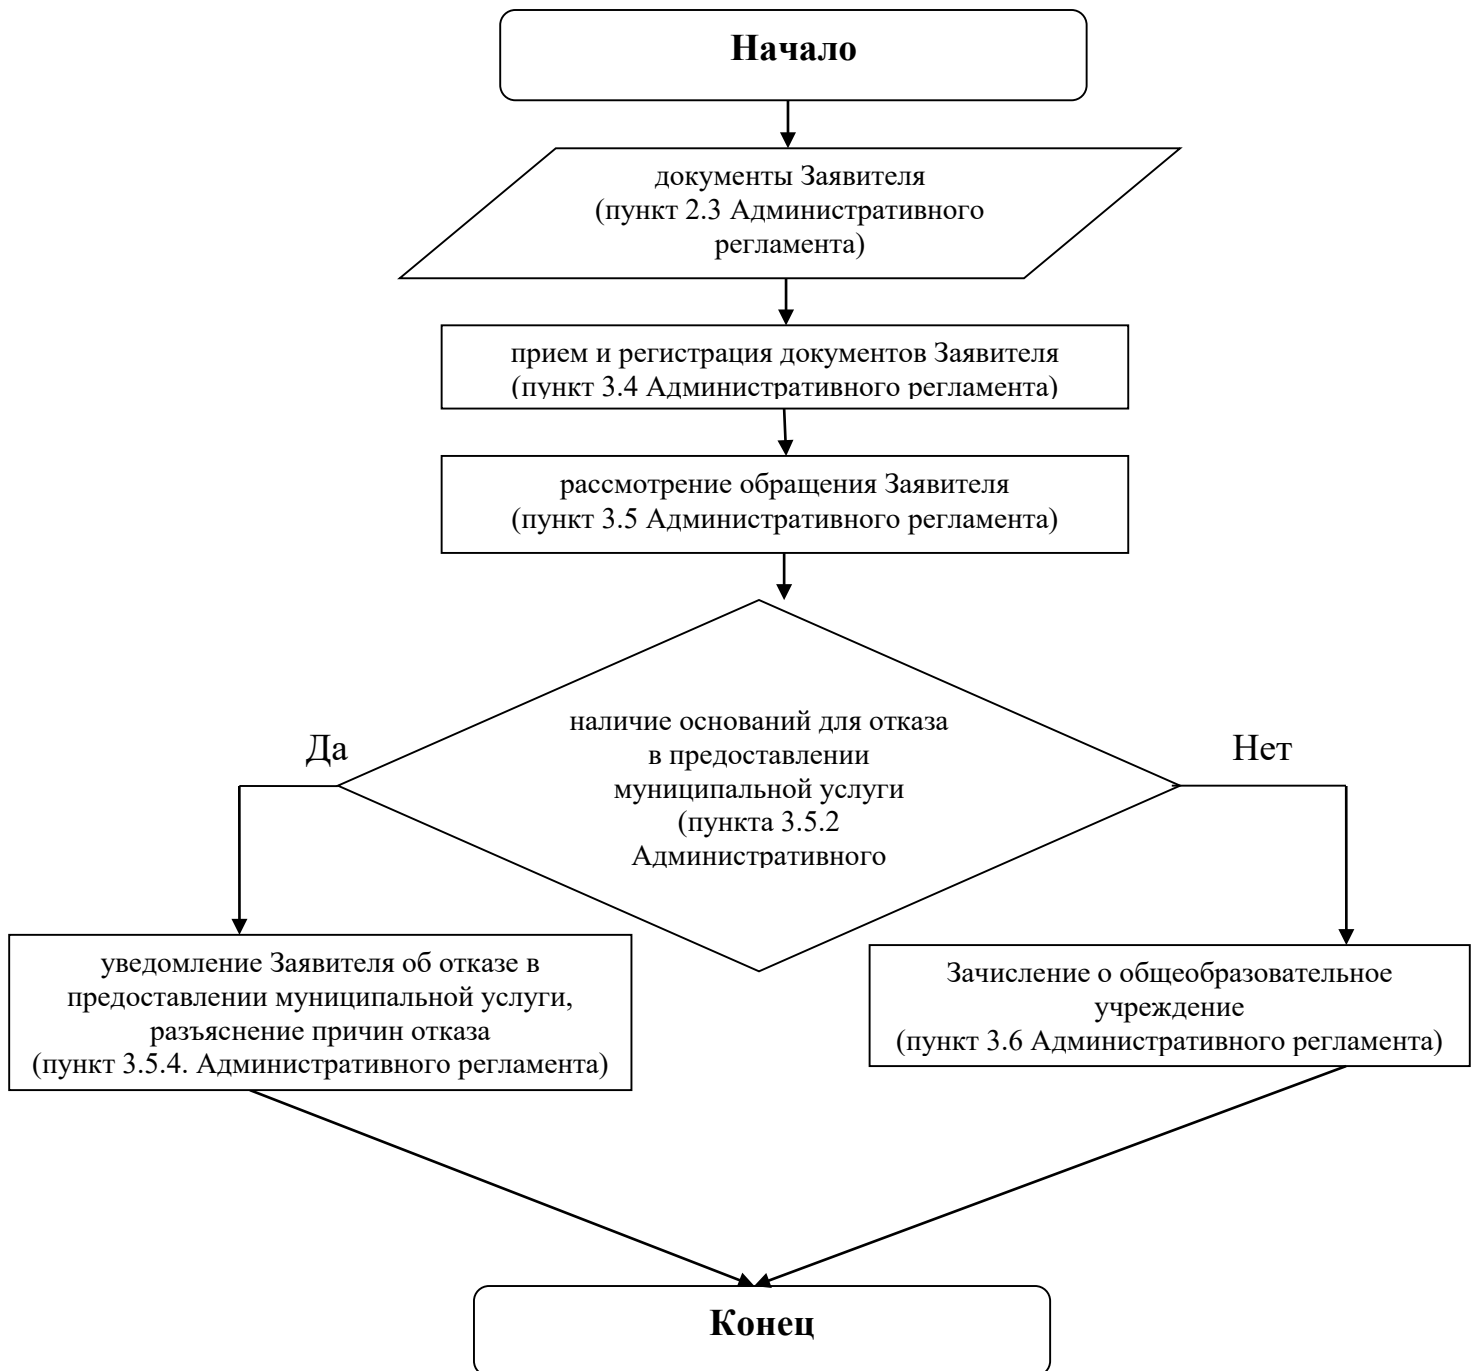 Начало
документы Заявителя
(пункт 2.3 Административного
регламента)
прием и регистрация документов Заявителя
(пункт 3.4 Административного регламента)
рассмотрение обращения Заявителя
(пункт 3.5 Административного регламента)
наличие оснований для отказа
в предоставлении
муниципальной услуги
(пункта 3.5.2
Административного
Да
Нет
уведомление Заявителя об отказе в
предоставлении муниципальной услуги,
разъяснение причин отказа
(пункт 3.5.4. Административного регламента)
Зачисление о общеобразовательное
учреждение
(пункт 3.6 Административного регламента)
Конец